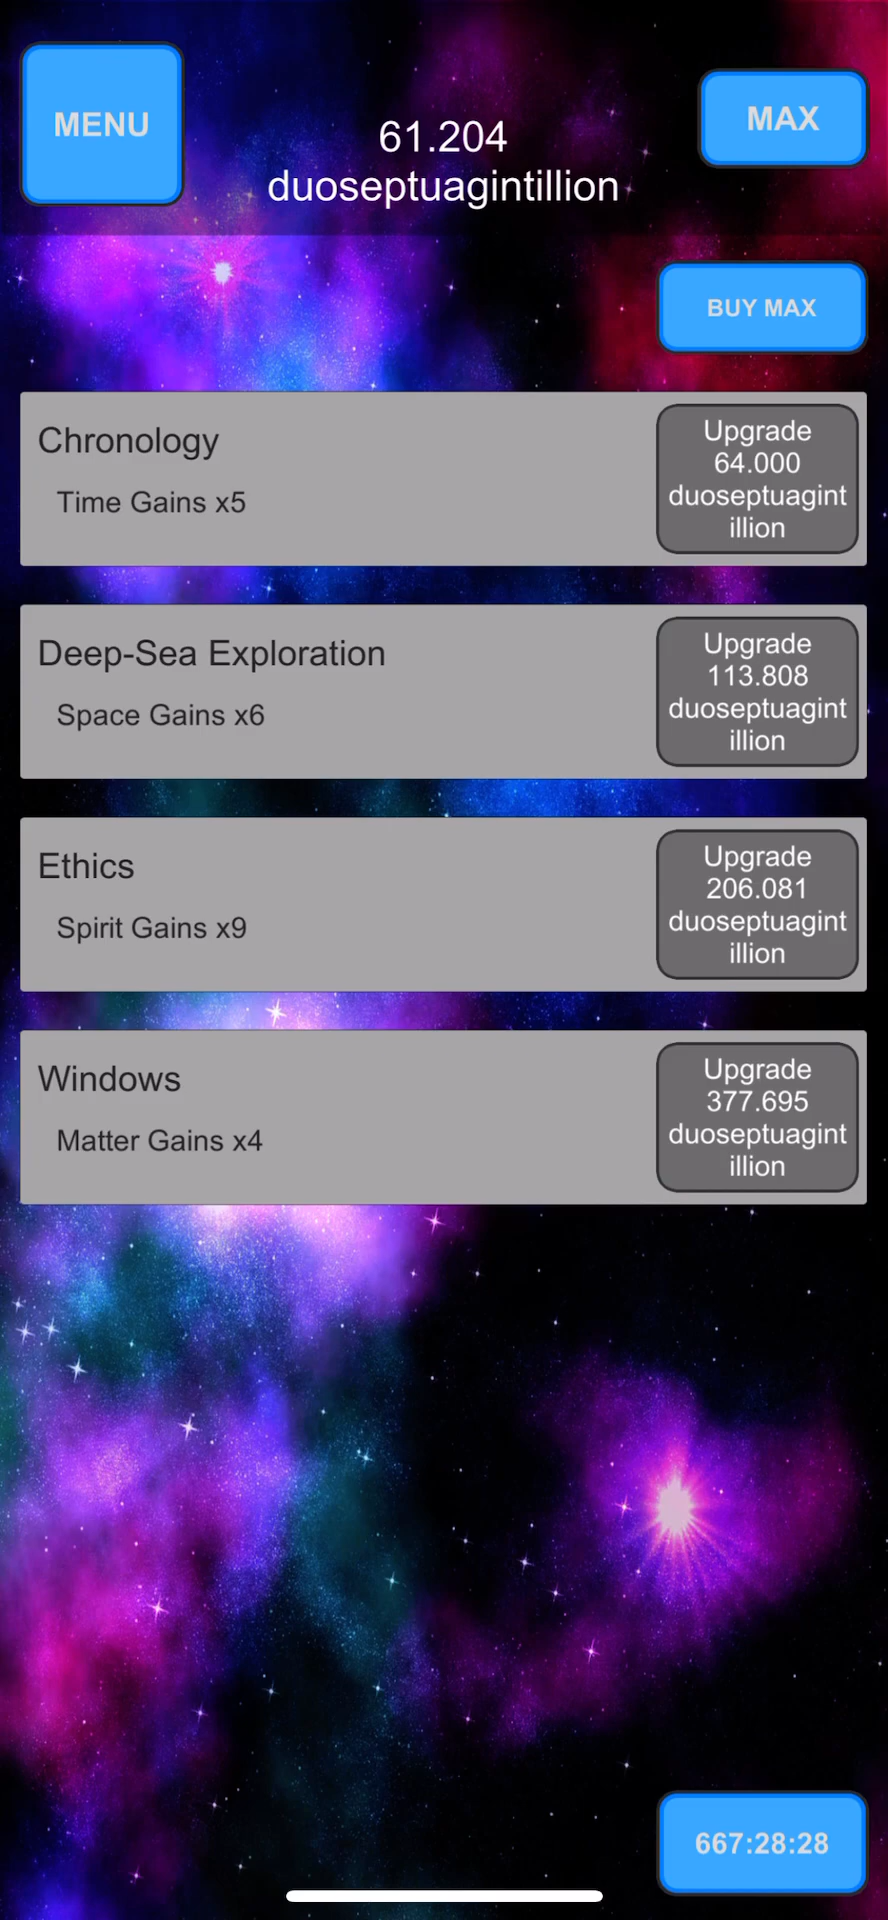 MENU
MAX
61.204
duoseptuagintillion
BUY MAX
Chronology
Time Gains x5
Upgrade
64.000
duoseptuagint
illion
Deep-Sea Exploration
Space Gains x6
Upgrade
113.808
duoseptuagint
illion
Ethics
Spirit Gains x9
Upgrade
206.081
duoseptuagint
illion
Windows
Matter Gains x4
Upgrade
377.695
duoseptuagint
illion
667:28:28